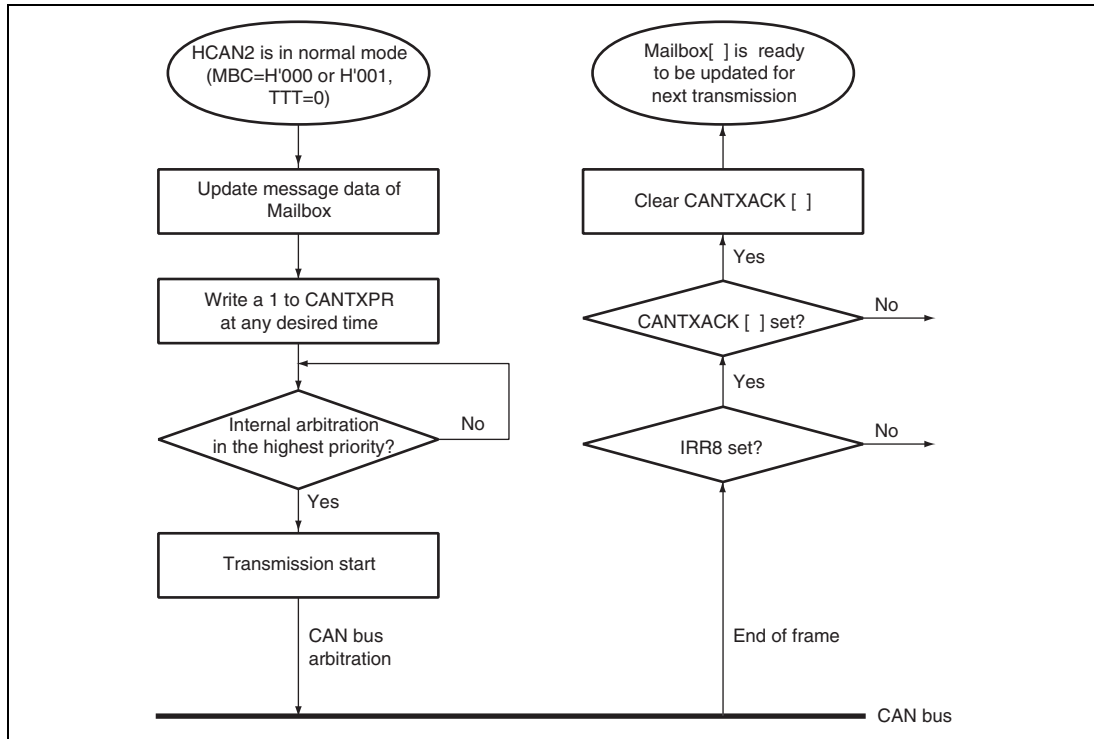 HCAN2 is in normal mode
(MBC=H'000 or H'001,
TTT=0)
Update message data of
Mailbox
Write a 1 to CANTXPR
at any desired time
Internal arbitration
in the highest priority?
No
Yes
Transmission start
CAN bus
arbitration
Mailbox[ ] is ready
to be updated for
next transmission
Clear CANTXACK [ ]
Yes
CANTXACK [ ] set?
No
Yes
IRR8 set?
No
End of frame
CAN bus